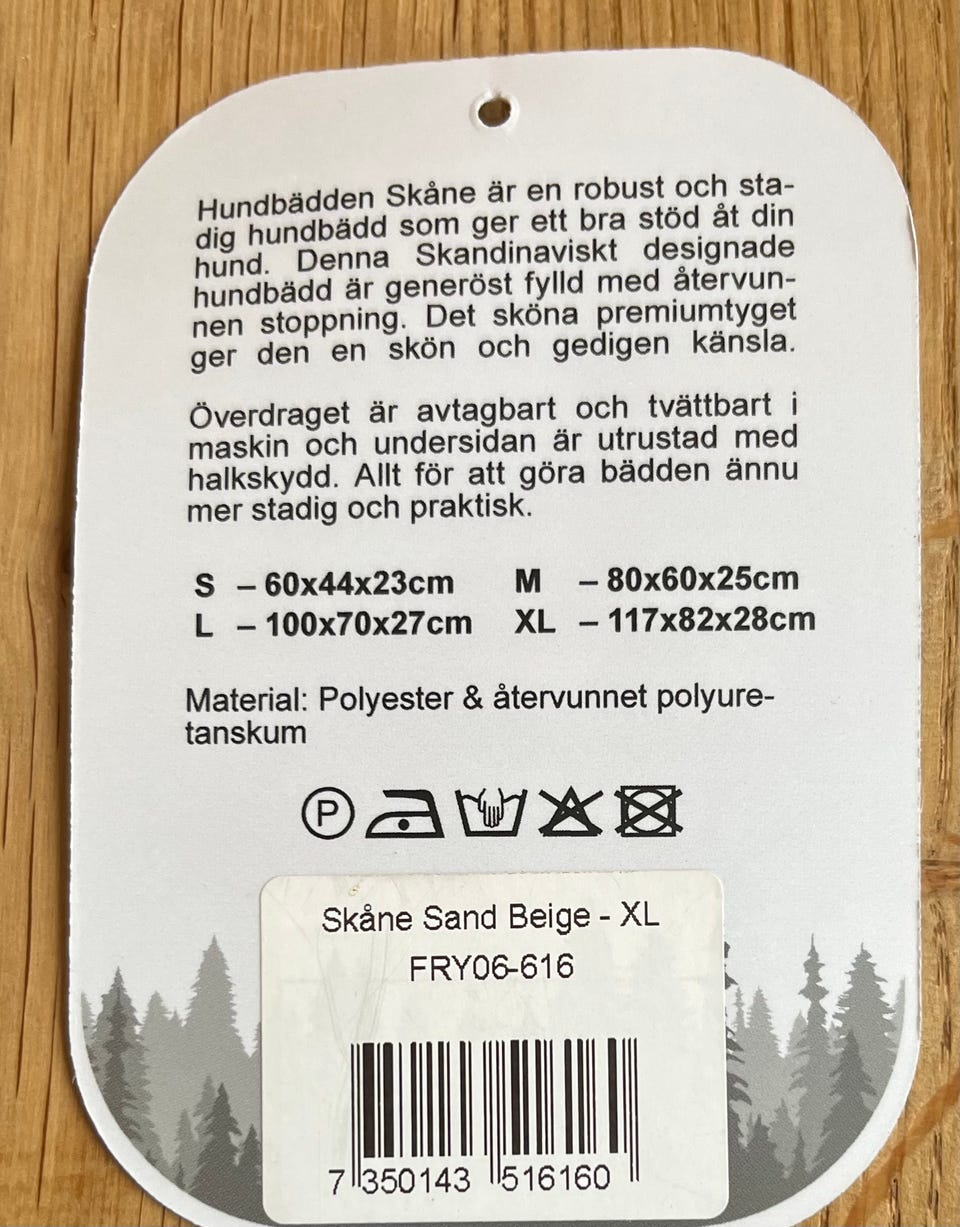 Hundbädden Skåne är en robust och sta-
dig hundbädd som ger ett bra stöd åt din
hund. Denna Skandinaviskt designade
hundbädd är generöst fylld med återvun-
nen stoppning. Det sköna premiumtyget
ger den en skön och gedigen känsla.
Överdraget är avtagbart och tvättbart i
maskin och undersidan är utrustad med
halkskydd. Allt för att göra bädden ännu
mer stadig och praktisk.
S – 60x44x23cm M – 80x60x25cm
L – 100x70x27cm XL – 117x82x28cm
Material: Polyester & återvunnet polyure-
tanskum
P
Skåne Sand Beige - XL
FRY06-616
7 350143 516160